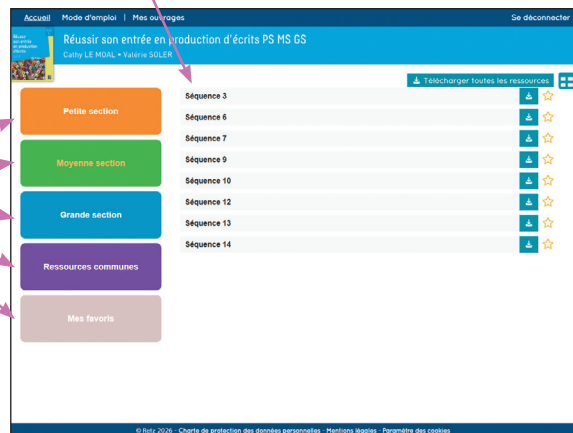 Accueil Mode d'emploi | Mes ouvrages Se déconnecter
Réussir son entrée en production d'écrits PS MS GS
Cathy LE MOAL • Valérie SOLER
Télécharger toutes les ressources
Petite section
Moyenne section
Grande section
Ressources communes
Mes favoris
Séquence 3
Séquence 6
Séquence 7
Séquence 9
Séquence 10
Séquence 12
Séquence 13
Séquence 14
© Retz 2026 - Charte de protection des données personnelles - Mentions légales - Paramètre des cookies